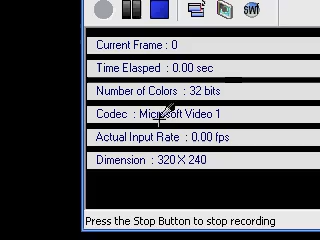 SWF
Current Frame : 0
Time Elasped : 0.00 sec
Number of Colors : 32 bits
Codec : Microsoft Video 1
Actual Input Rate : 0.00 fps
Dimension : 320 X 240
Press the Stop Button to stop recording